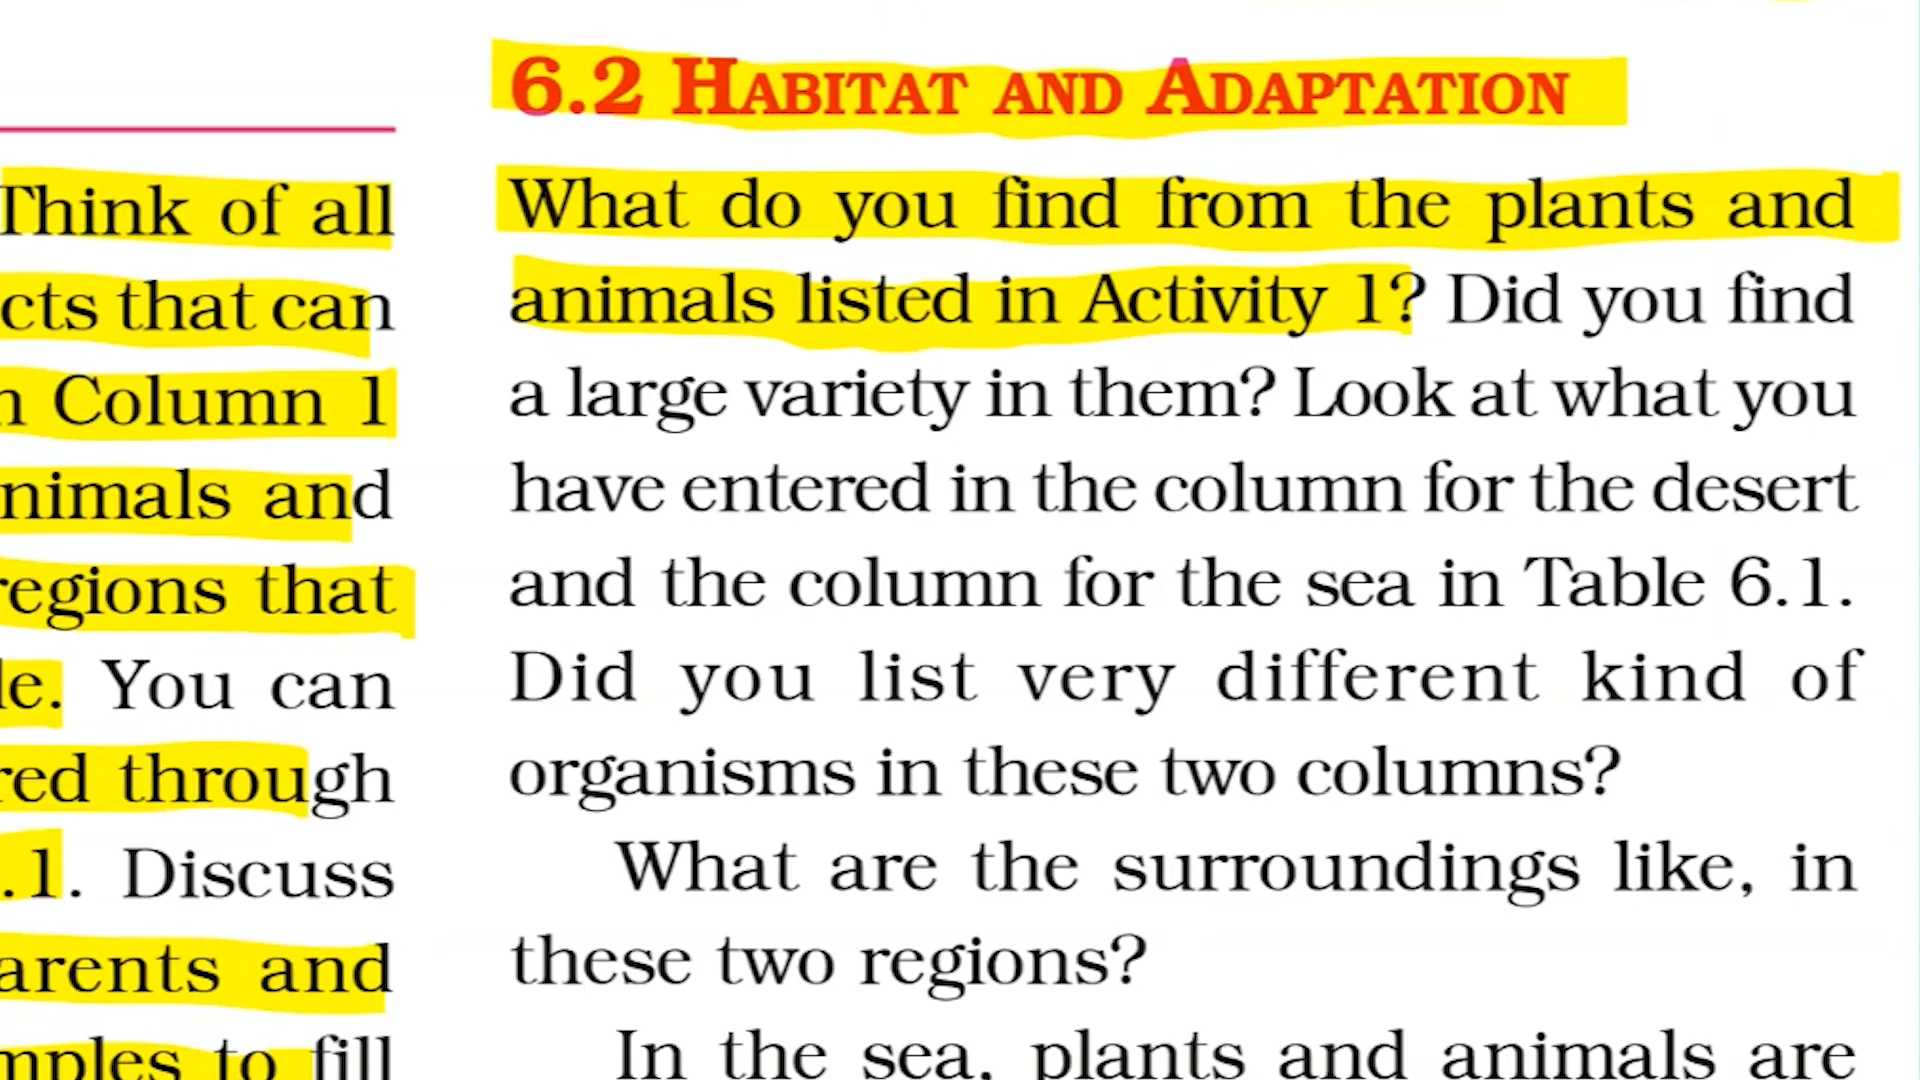 Think of all
cts that can
n Column 1
nimals and
regions that
le. You can
red through
.1. Discuss
arents and
mples to fill
6.2 HABITAT AND ADAPTATION
What do you find from the plants and
animals listed in Activity 1? Did you find
a large variety in them? Look at what you
have entered in the column for the desert
and the column for the sea in Table 6.1.
Did you list very different kind of
organisms in these two columns?
What are the surroundings like, in
these two regions?
In the sea, plants and animals are